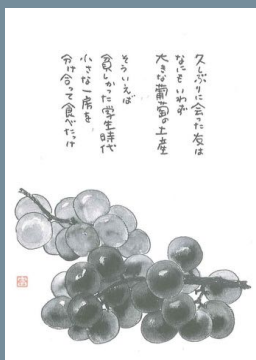 久しぶりに会った友は
なにもいわず
大きな葡萄の土産
そういえば
貧しかった学生時代
小さな一房を
分け合って食べたっけ